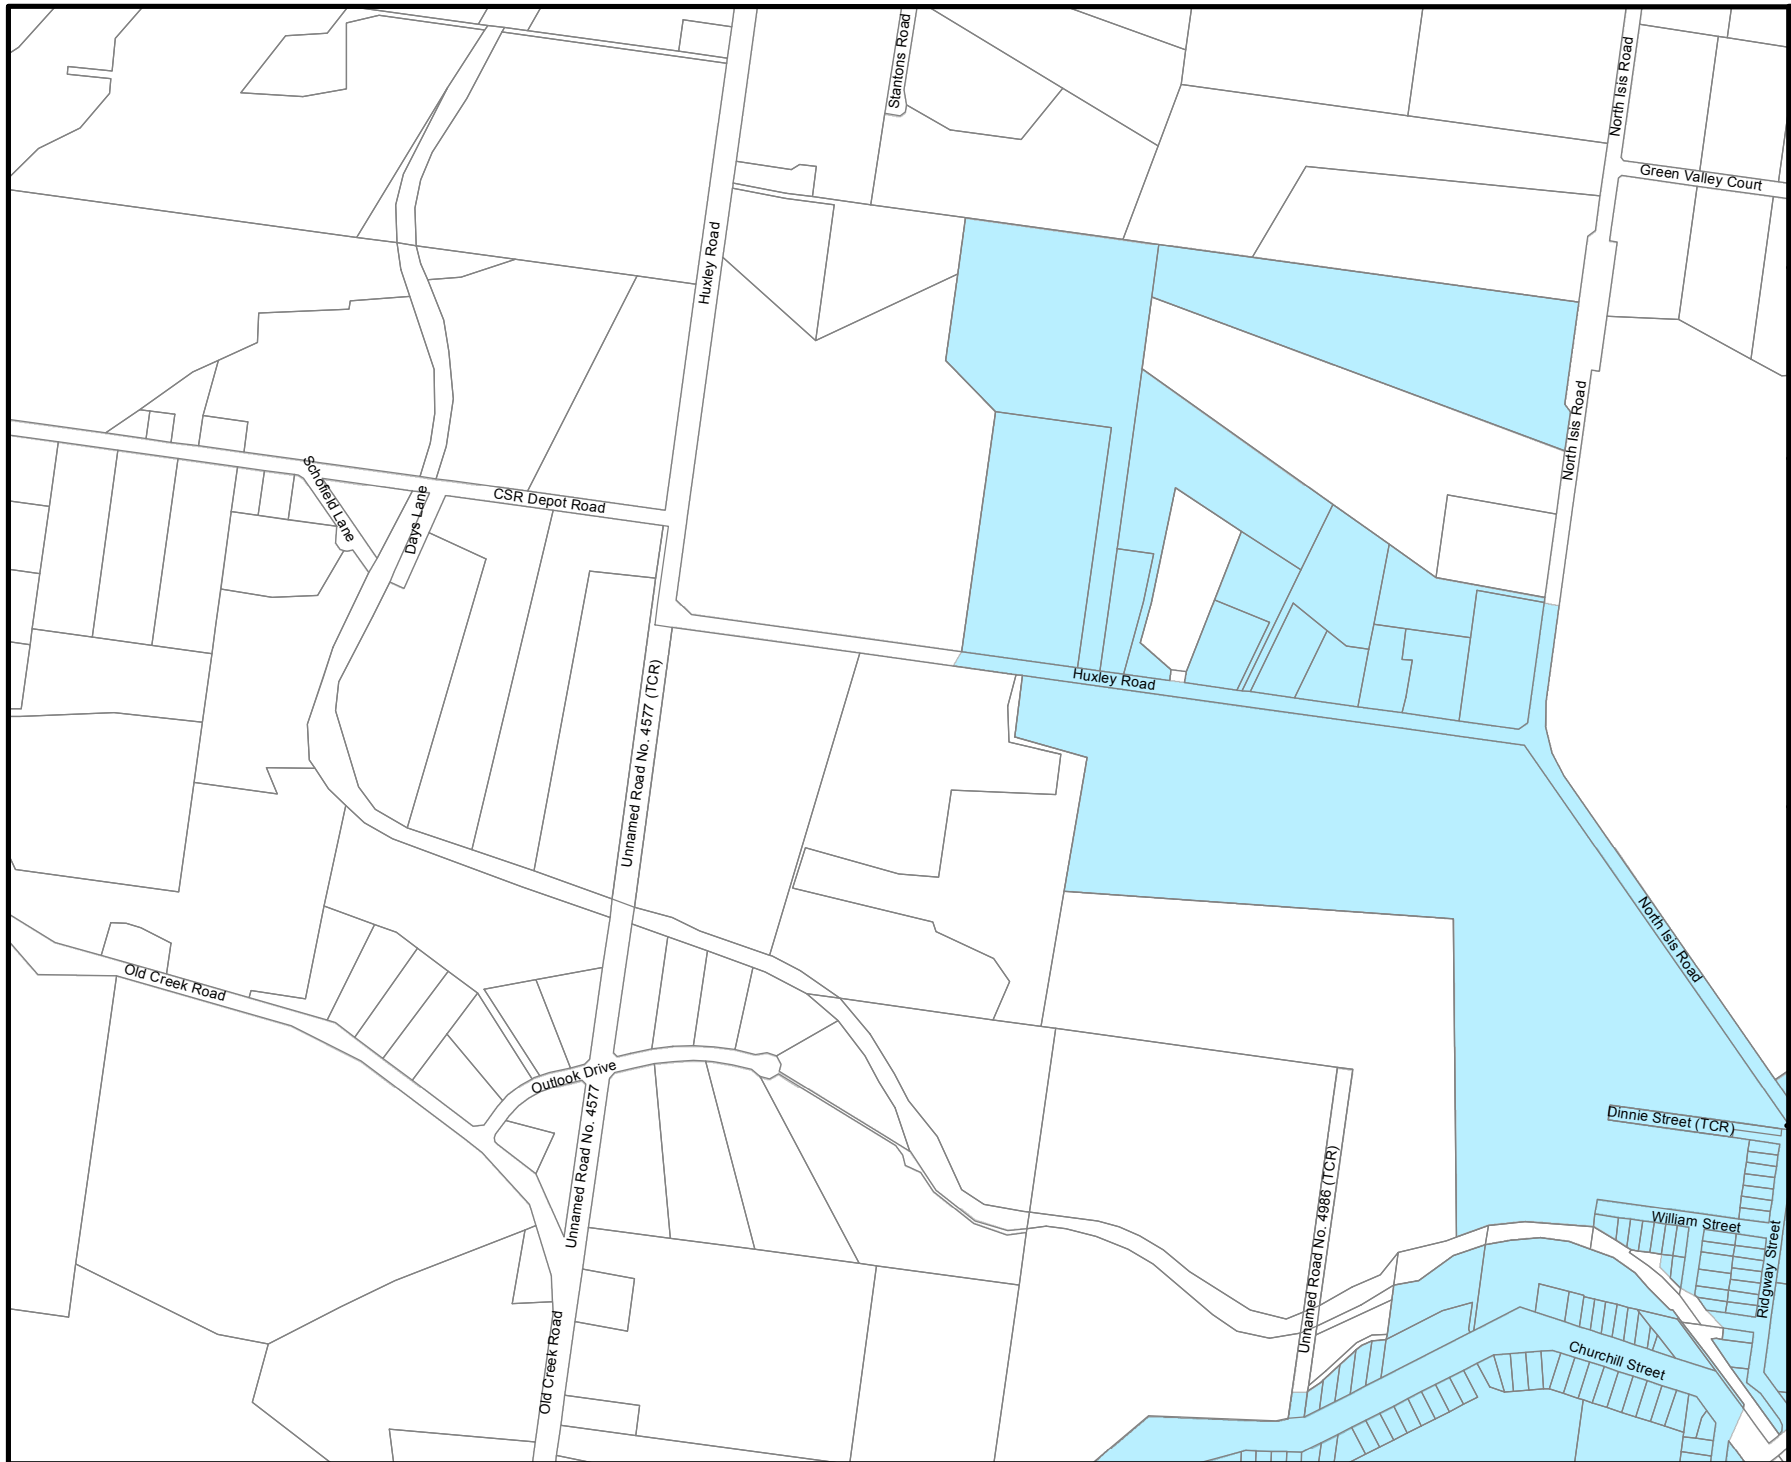 Stantons Road
North Isis Road
Green Valley Court
Huxley Road
North Isis Road
Schofield Lane
Days Lane
CSR Depot Road
Unnamed Road No. 4577 (TCR)
Huxley Road
North Isis Road
Old Creek Road
Outlook Drive
Unnamed Road No. 4577
Dinnie Street (TCR)
William Street
Ridgway Street
Unnamed Road No. 4986 (TCR)
Old Creek Road
Churchill Street